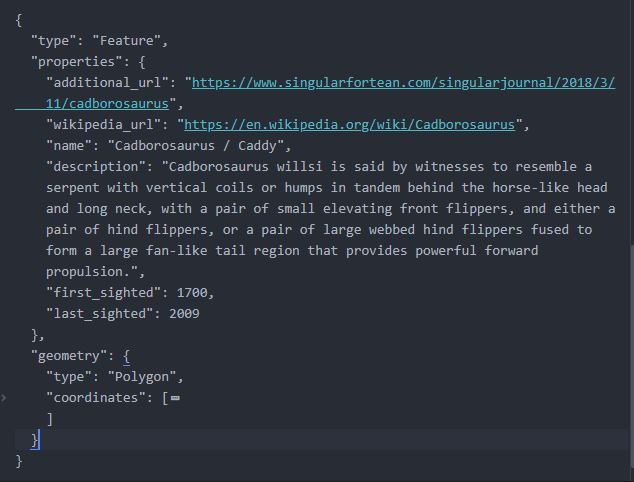 {
"type": "Feature",
"properties": {
"additional_url": "https://www.singularfortean.com/singularjournal/2018/3/
11/cadborosaurus",
"wikipedia_url": "https://en.wikipedia.org/wiki/Cadborosaurus",
"name": "Cadborosaurus / Caddy",
"description": "Cadborosaurus willsi is said by witnesses to resemble a
serpent with vertical coils or humps in tandem behind the horse-like head
and long neck, with a pair of small elevating front flippers, and either a
pair of hind flippers, or a pair of large webbed hind flippers fused to
form a large fan-like tail region that provides powerful forward
propulsion.",
"first_sighted": 1700,
"last_sighted": 2009
},
"geometry": {
"type": "Polygon",
"coordinates": [
]
}
}